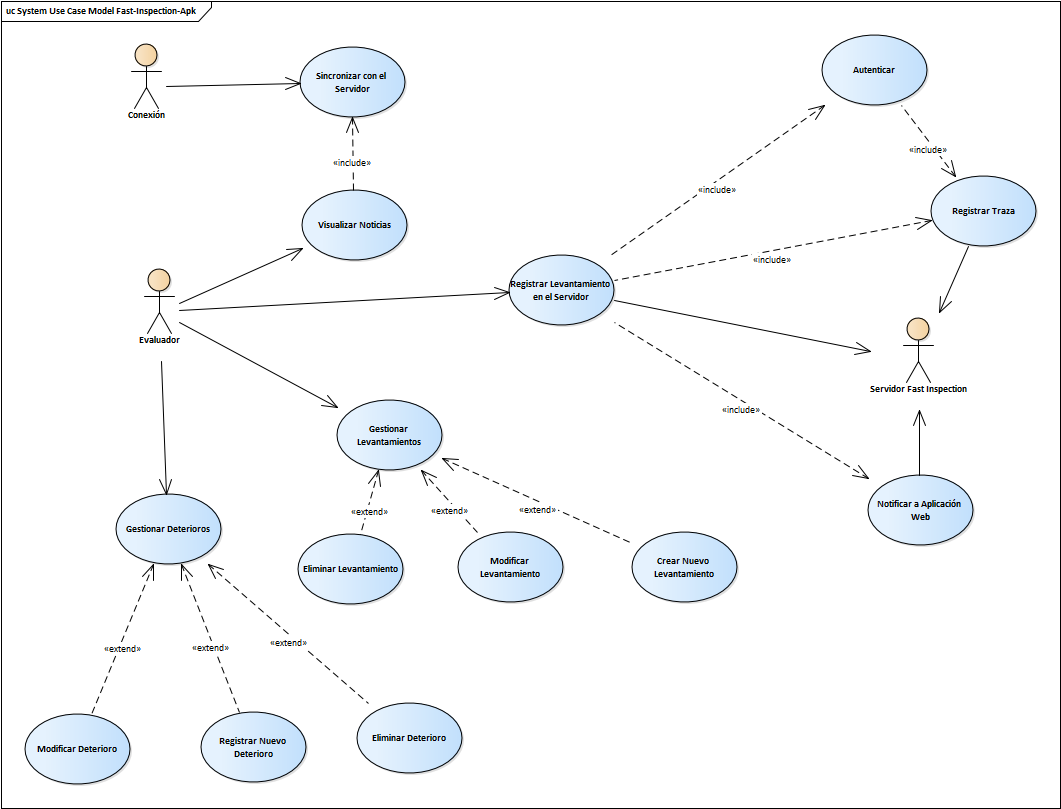 uc System Use Case Model Fast-Inspection-Apk
Conexión
Sincronizar con el
Servidor
Autenticar
«include»
«include»
«include»
Visualizar Noticias
Registrar Traza
«include»
Registrar Levantamiento
en el Servidor
Evaluador
Servidor Fast Inspection
«include»
Gestionar
Levantamientos
Notificar a Aplicación
Web
«extend»
«extend»
«extend»
Gestionar Deterioros
Eliminar Levantamiento
Modificar
Levantamiento
Crear Nuevo
Levantamiento
«extend»
«extend»
«extend»
Modificar Deterioro
Registrar Nuevo
Deterioro
Eliminar Deterioro